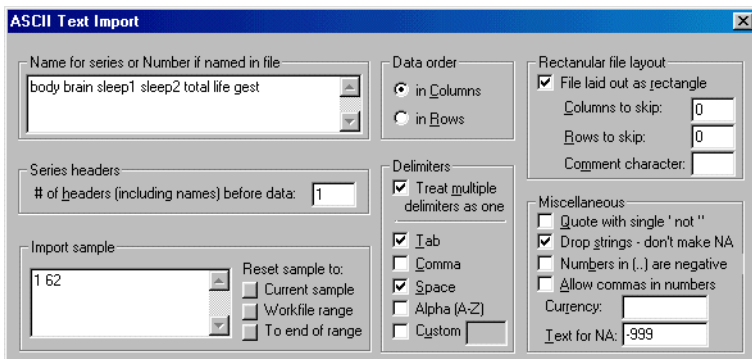 ASCII Text Import
Name for series or Number if named in file
body brain sleep1 sleep2 total life gest
Series headers
# of headers (including names) before data: 1
Import sample
1 62
Reset sample to:
Current sample
Workfile range
To end of range
Data order
in Columns
in Rows
Delimiters
Treat multiple
delimiters as one
Tab
Comma
Space
Alpha (A-Z)
Custom
Rectanular file layout
File laid out as rectangle
Columns to skip: 0
Rows to skip: 0
Comment character:
Miscellaneous
Quote with single ' not "
Drop strings - don't make NA
Numbers in (..) are negative
Allow commas in numbers
Currency:
Text for NA: -999